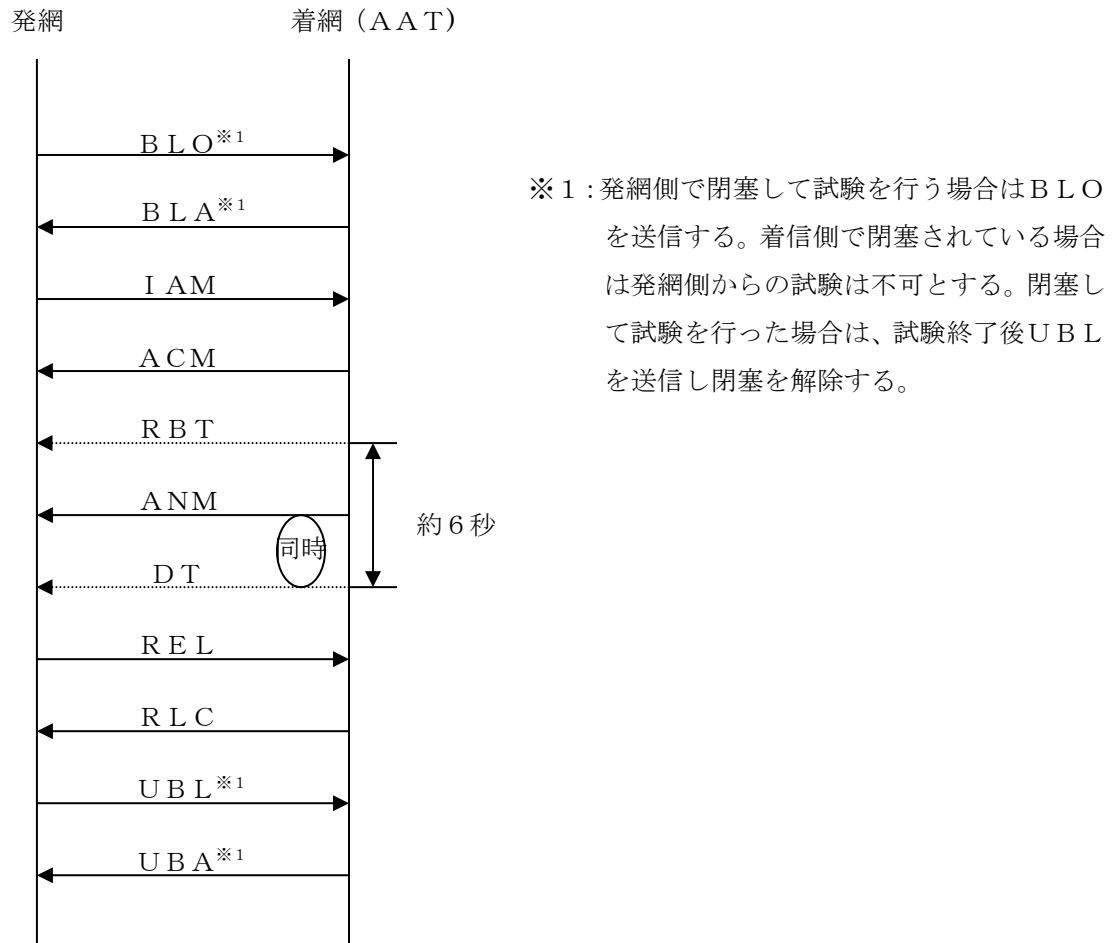 発網
着網（ＡＡＴ)
ＢＬＯ※1
ＢＬＡ※1
ＩＡＭ
ＡＣＭ
ＲＢＴ
ＡＮＭ
同時
約６秒
ＤＴ
ＲＥＬ
ＲＬＣ
ＵＢＬ※1
ＵＢＡ※1
※１：発網側で閉塞して試験を行う場合はＢＬＯ
を送信する。着信側で閉塞されている場合
は発網側からの試験は不可とする。閉塞し
て試験を行った場合は、試験終了後ＵＢＬ
を送信し閉塞を解除する。